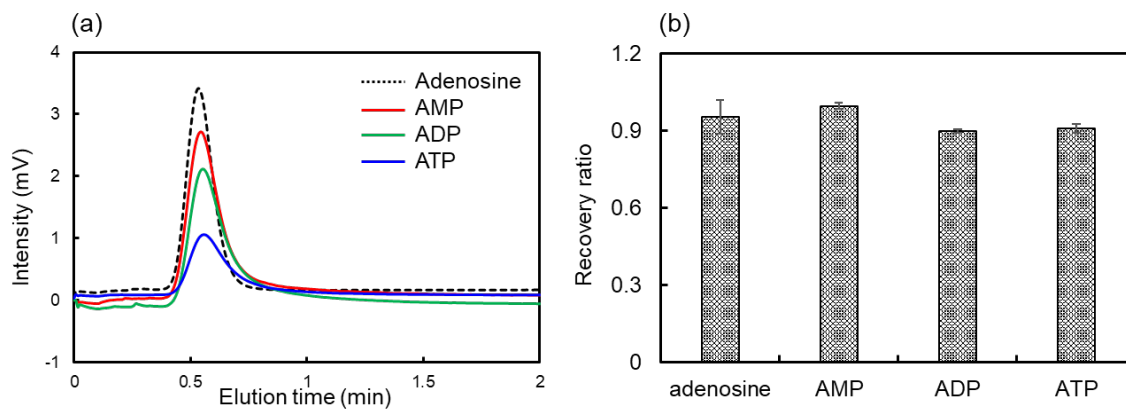 (a)
4
3
2
1
0
-1
Intensity (mV)
Adenosine
AMP
ADP
ATP
0
0.5
1
1.5
2
Elution time (min)
(b)
1.2
0.9
0.6
0.3
0
Recovery ratio
adenosine
AMP
ADP
ATP